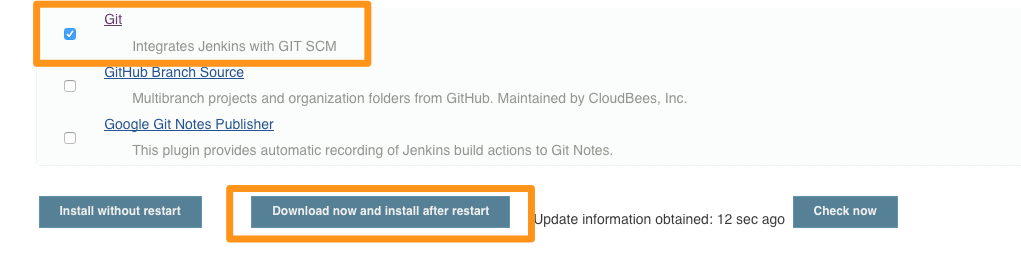 Git
Integrates Jenkins with GIT SCM
GitHub Branch Source
Multibranch projects and organization folders from GitHub. Maintained by CloudBees, Inc.
Google Git Notes Publisher
This plugin provides automatic recording of Jenkins build actions to Git Notes.
Install without restart Download now and install after restart Update information obtained: 12 sec ago Check now